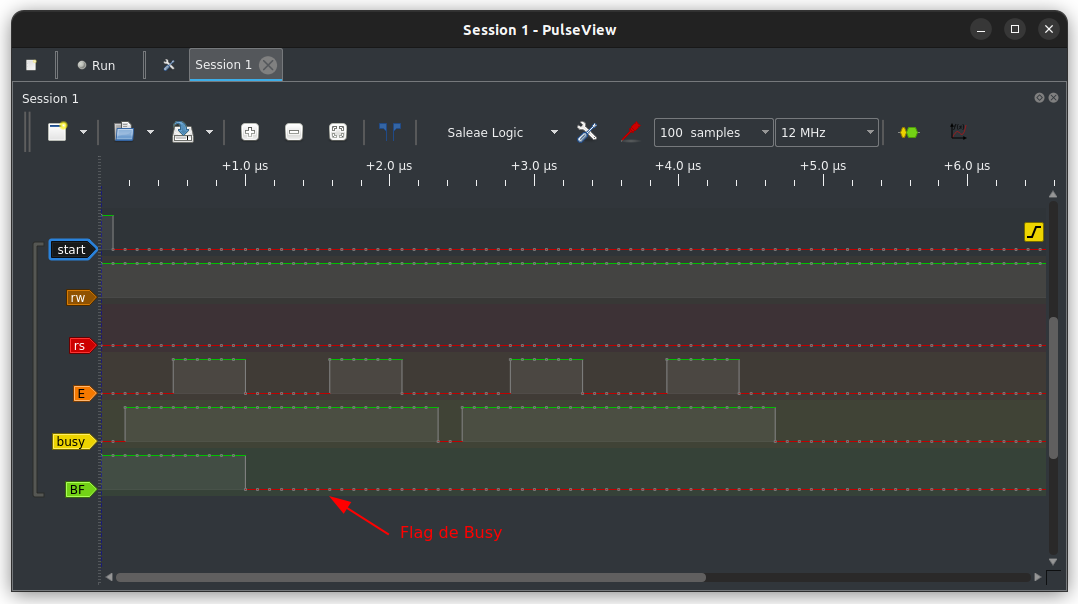 Session 1 - PulseView
Run
Session 1
Session 1
Saleae Logic
100 samples
12 MHz
+1.0 µs
+2.0 µs
+3.0 µs
+4.0 µs
+5.0 µs
+6.0 µs
start
rw
rs
E
busy
BF
Flag de Busy